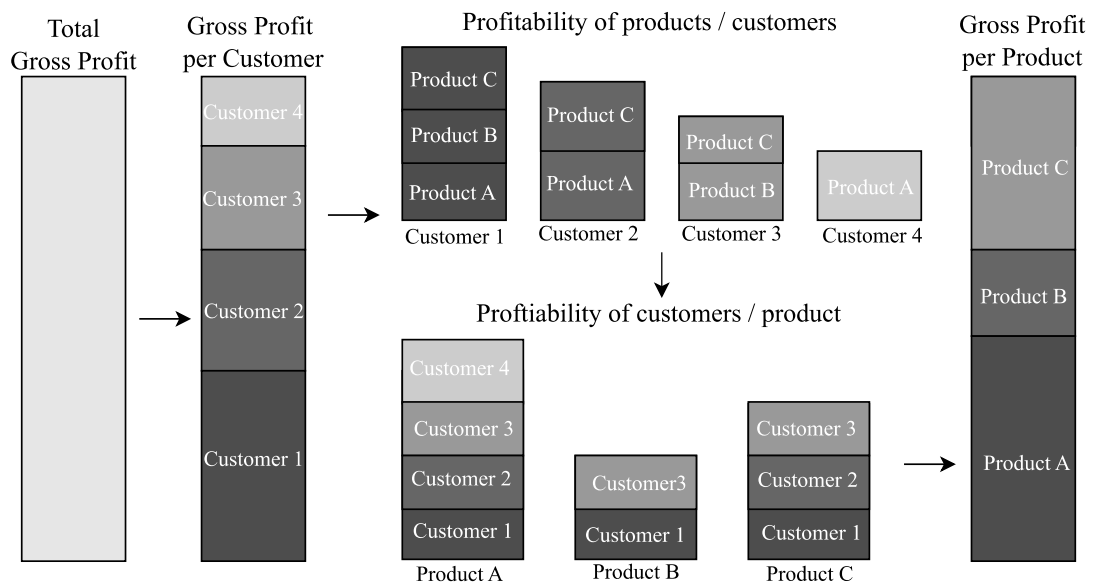 Total
Gross Profit
Gross Profit
per Customer
Customer 4
Customer 3
Customer 2
Customer 1
Profitability of products / customers
Product C
Product B
Product A
Customer 1
Product C
Product A
Customer 2
Product C
Product B
Customer 3
Product A
Customer 4
Proftiability of customers / product
Customer 4
Customer 3
Customer 2
Customer 1
Product A
Customer3
Customer 1
Product B
Customer 3
Customer 2
Customer 1
Product C
Gross Profit
per Product
Product C
Product B
Product A